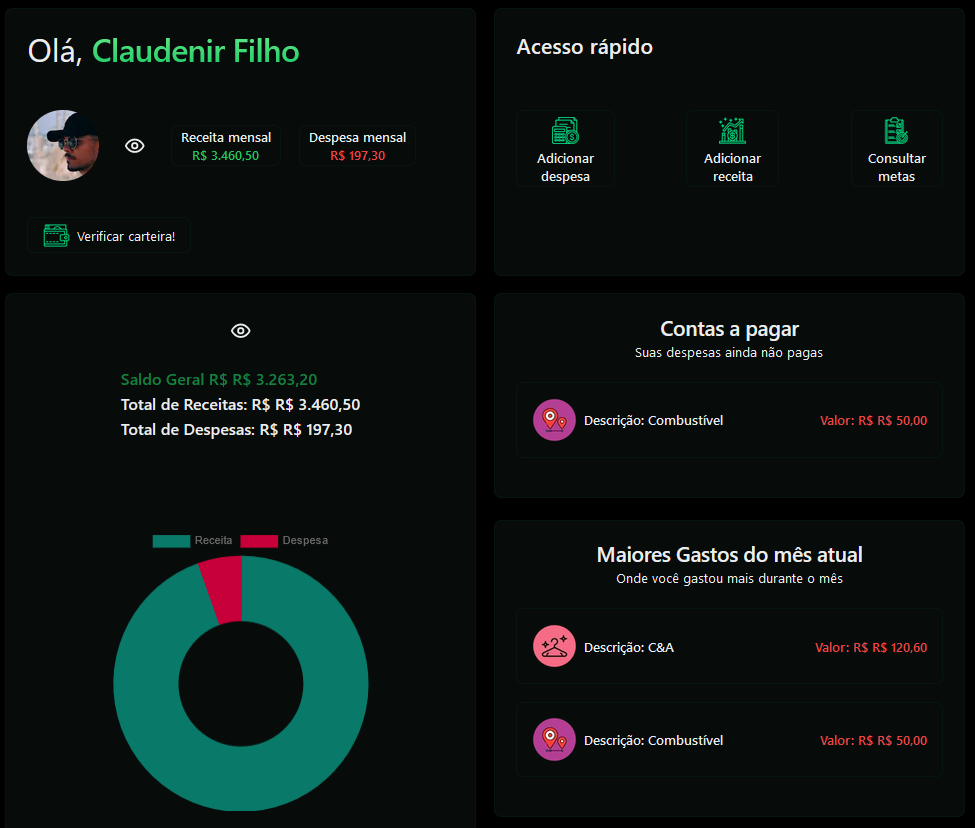 Olá, Claudenir Filho
Receita mensal
R$ 3.460,50
Despesa mensal
R$ 197,30
Verificar carteira!
Acesso rápido
Adicionar
despesa
Adicionar
receita
Consultar
metas
Saldo Geral R$ R$ 3.263,20
Total de Receitas: R$ R$ 3.460,50
Total de Despesas: R$ R$ 197,30
Receita
Despesa
Contas a pagar
Suas despesas ainda não pagas
Descrição: Combustível
Valor: R$ R$ 50,00
Maiores Gastos do mês atual
Onde você gastou mais durante o mês
Descrição: C&A
Valor: R$ R$ 120,60
Descrição: Combustível
Valor: R$ R$ 50,00